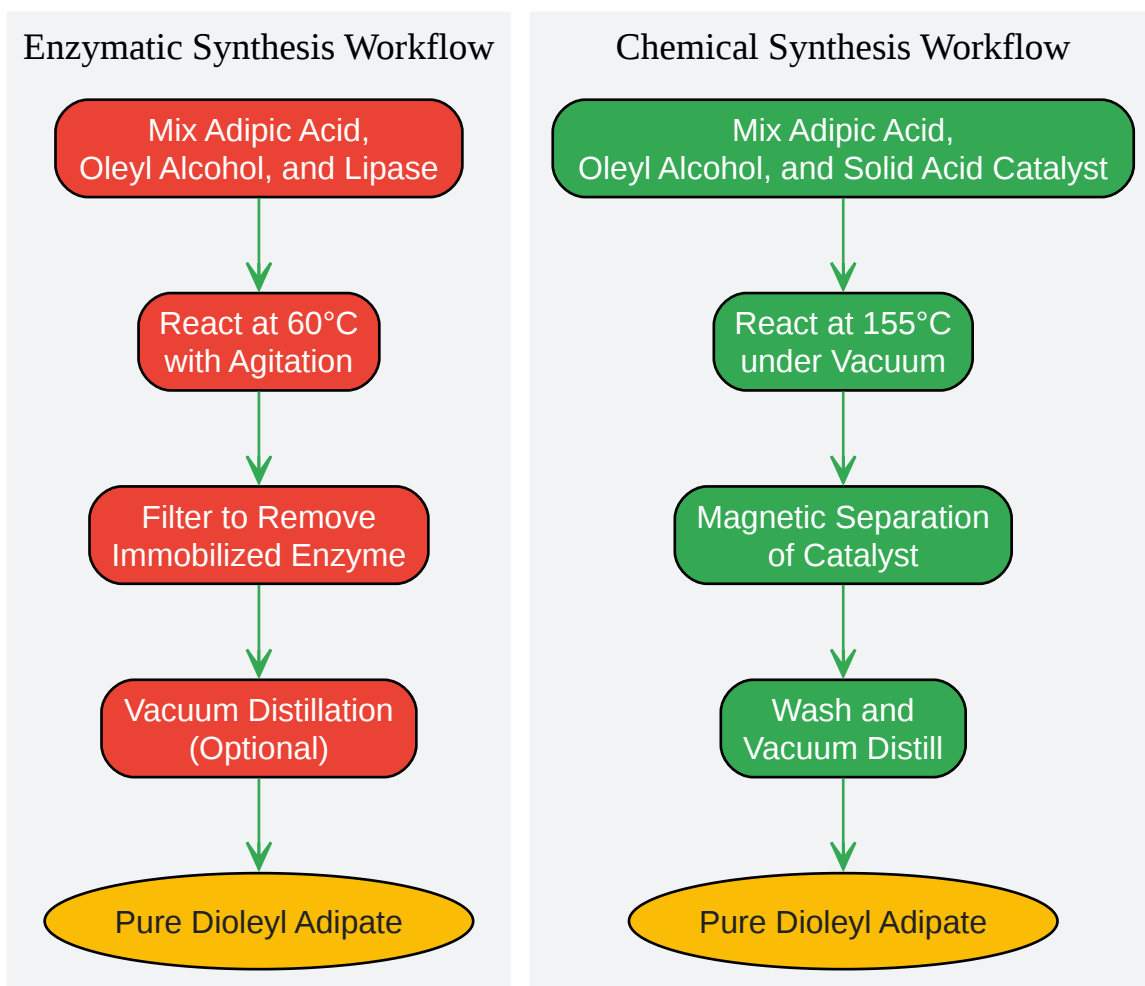 Enzymatic Synthesis Workflow
Mix Adipic Acid,
Oleyl Alcohol, and Lipase
React at 60°C
with Agitation
Filter to Remove
Immobilized Enzyme
Vacuum Distillation
(Optional)
Pure Dioleyl Adipate
Chemical Synthesis Workflow
Mix Adipic Acid,
Oleyl Alcohol, and Solid Acid Catalyst
React at 155°C
under Vacuum
Magnetic Separation
of Catalyst
Wash and
Vacuum Distill
Pure Dioleyl Adipate